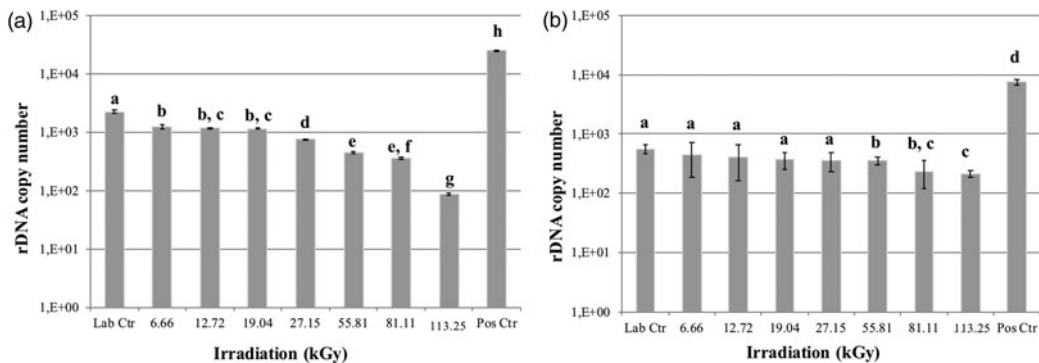 (a)
1,E+05
1,E+04
1,E+03
1,E+02
1,E+01
1,E+00
rDNA copy number
a
b
b, c
b, c
d
e
e, f
g
h
Lab Ctr 6.66 12.72 19.04 27.15 55.81 81.11 113.25 Pos Ctr
Irradiation (kGy)
(b)
1,E+05
1,E+04
1,E+03
1,E+02
1,E+01
1,E+00
rDNA copy number
a
a
a
a
a
b
b, c
c
d
Lab Ctr 6.66 12.72 19.04 27.15 55.81 81.11 113.25 Pos Ctr
Irradiation (kGy)